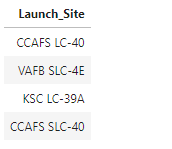 Launch_Site
CCAFS LC-40
VAFB SLC-4E
KSC LC-39A
CCAFS SLC-40